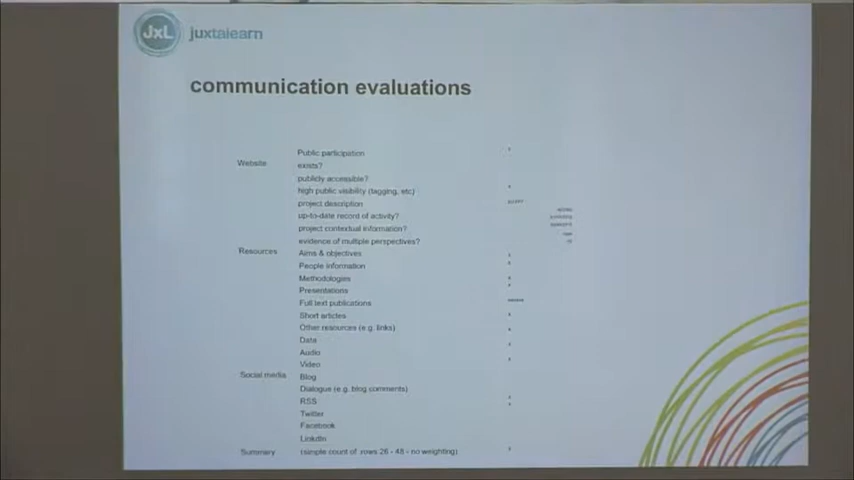 JxL juxtalearn
communication evaluations
Public participation
Website
exists?
publicly accessible?
high public visibility (tagging, etc)
project description
up-to-date record of activity?
project contextual information?
evidence of multiple perspectives?
Resources
Aims & objectives
People information
Methodologies
Presentations
Full text publications
Short articles
Other resources (e.g. links)
Data
Audio
Video
Social media
Blog
Dialogue (e.g. blog comments)
RSS
Twitter
Facebook
LinkdIn
Summary
(simple count of rows 26 - 48 - no weighting)